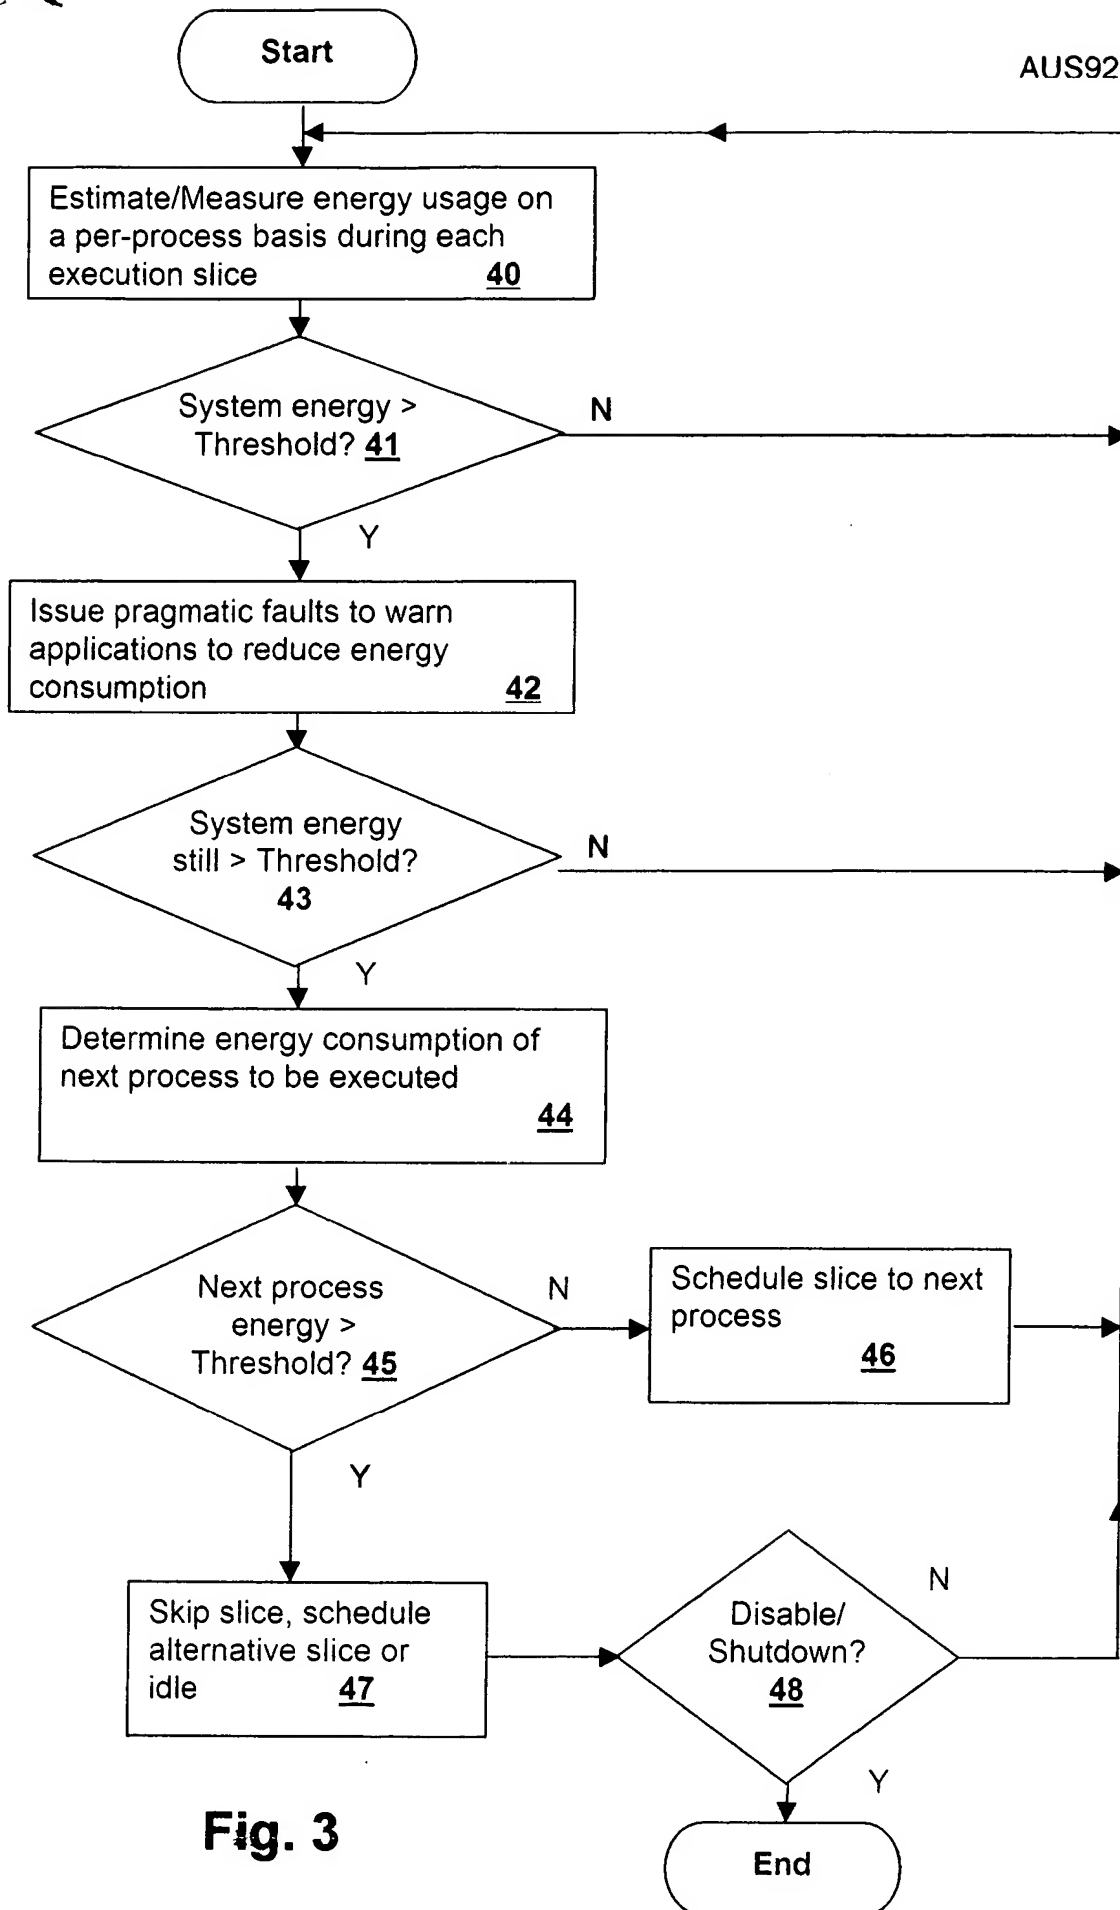 Start
AUS92
Estimate/Measure energy usage on
a per-process basis during each
execution slice 40
System energy >
Threshold? 41
N
Y
Issue pragmatic faults to warn
applications to reduce energy
consumption 42
System energy
still > Threshold?
43
N
Y
Determine energy consumption of
next process to be executed
44
Next process
energy >
Threshold? 45
N
Schedule slice to next
process
46
Y
Skip slice, schedule
alternative slice or
idle 47
Disable/
Shutdown?
48
N
Y
Fig. 3
End